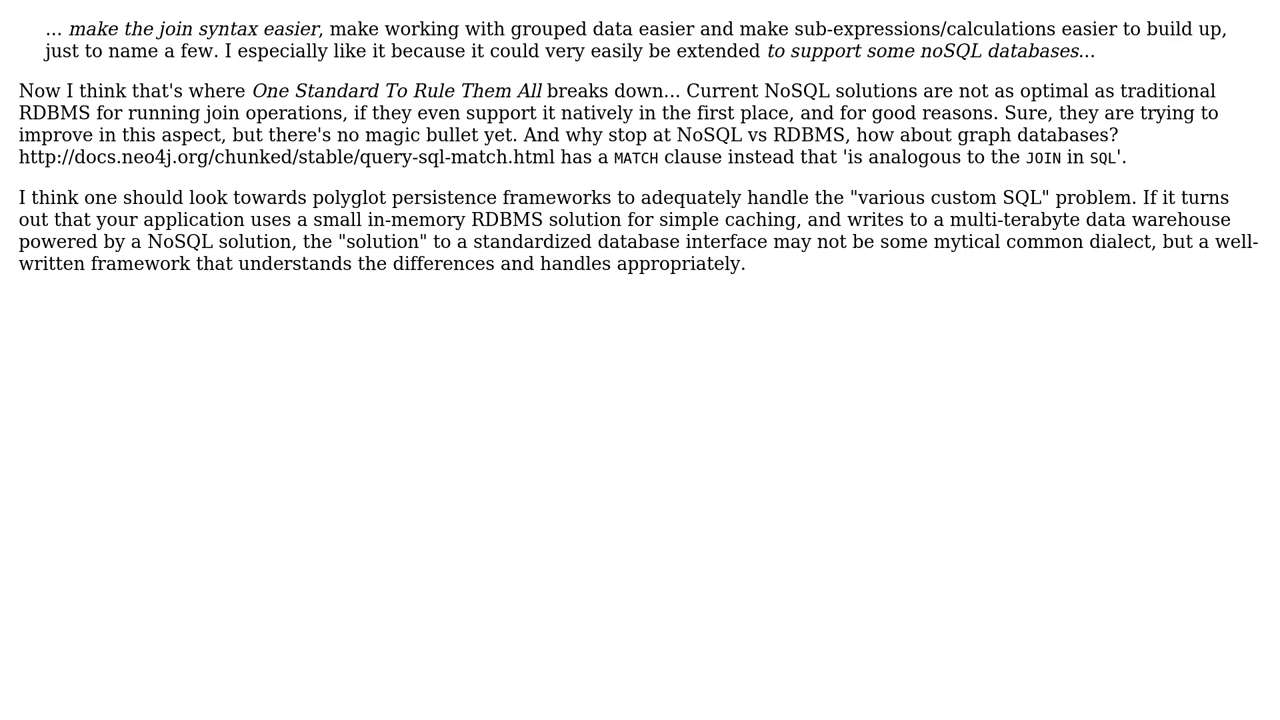 ... make the join syntax easier, make working with grouped data easier and make sub-expressions/calculations easier to build up,
just to name a few. I especially like it because it could very easily be extended to support some noSQL databases...
Now I think that's where One Standard To Rule Them All breaks down... Current NoSQL solutions are not as optimal as traditional
RDBMS for running join operations, if they even support it natively in the first place, and for good reasons. Sure, they are trying to
improve in this aspect, but there's no magic bullet yet. And why stop at NoSQL vs RDBMS, how about graph databases?
http://docs.neo4j.org/chunked/stable/query-sql-match.html has a MATCH clause instead that 'is analogous to the JOIN in SQL'.
I think one should look towards polyglot persistence frameworks to adequately handle the "various custom SQL" problem. If it turns
out that your application uses a small in-memory RDBMS solution for simple caching, and writes to a multi-terabyte data warehouse
powered by a NoSQL solution, the "solution" to a standardized database interface may not be some mytical common dialect, but a well-
written framework that understands the differences and handles appropriately.